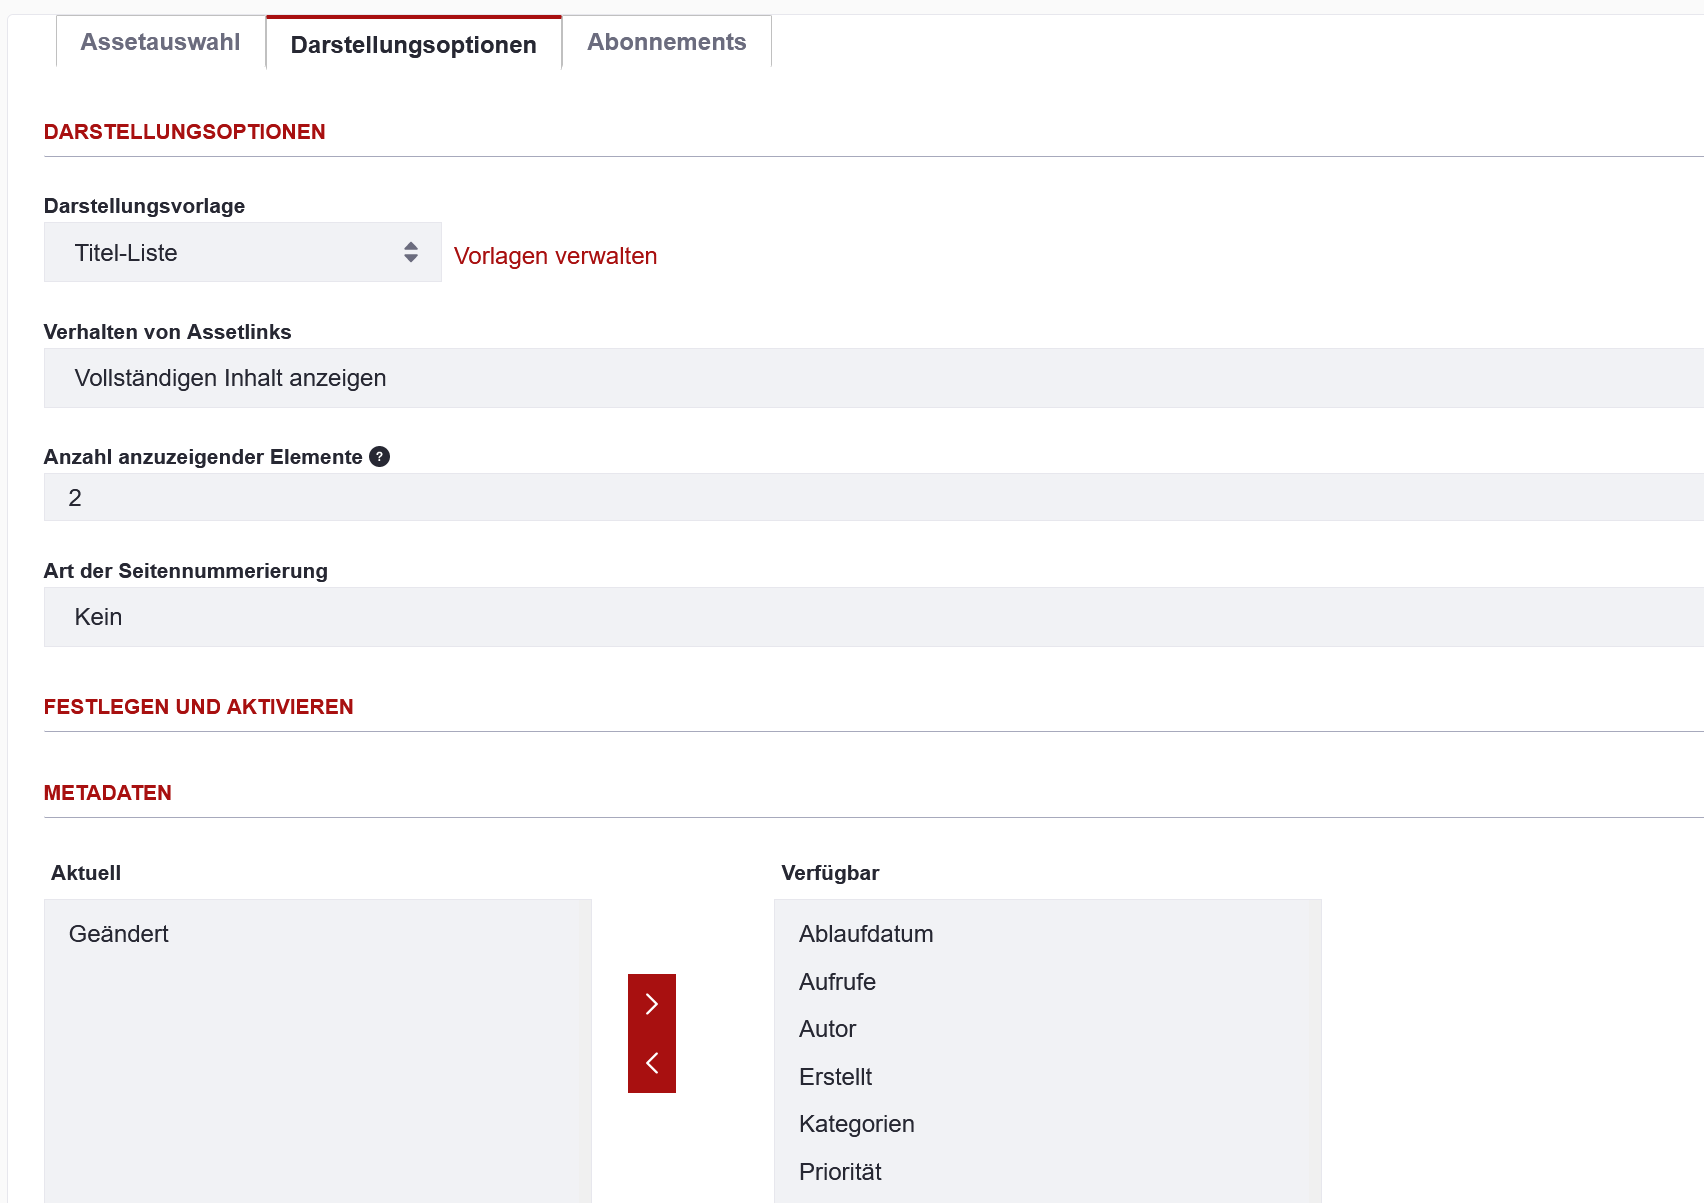 Assetauswahl
Darstellungsoptionen
Abonnements
DARSTELLUNGSOPTIONEN
Darstellungsvorlage
Titel-Liste
Vorlagen verwalten
Verhalten von Assetlinks
Vollständigen Inhalt anzeigen
Anzahl anzuzeigender Elemente ?
2
Art der Seitennummerierung
Kein
FESTLEGEN UND AKTIVIEREN
METADATEN
Aktuell
Geändert
Verfügbar
Ablaufdatum
Aufrufe
Autor
Erstellt
Kategorien
Priorität